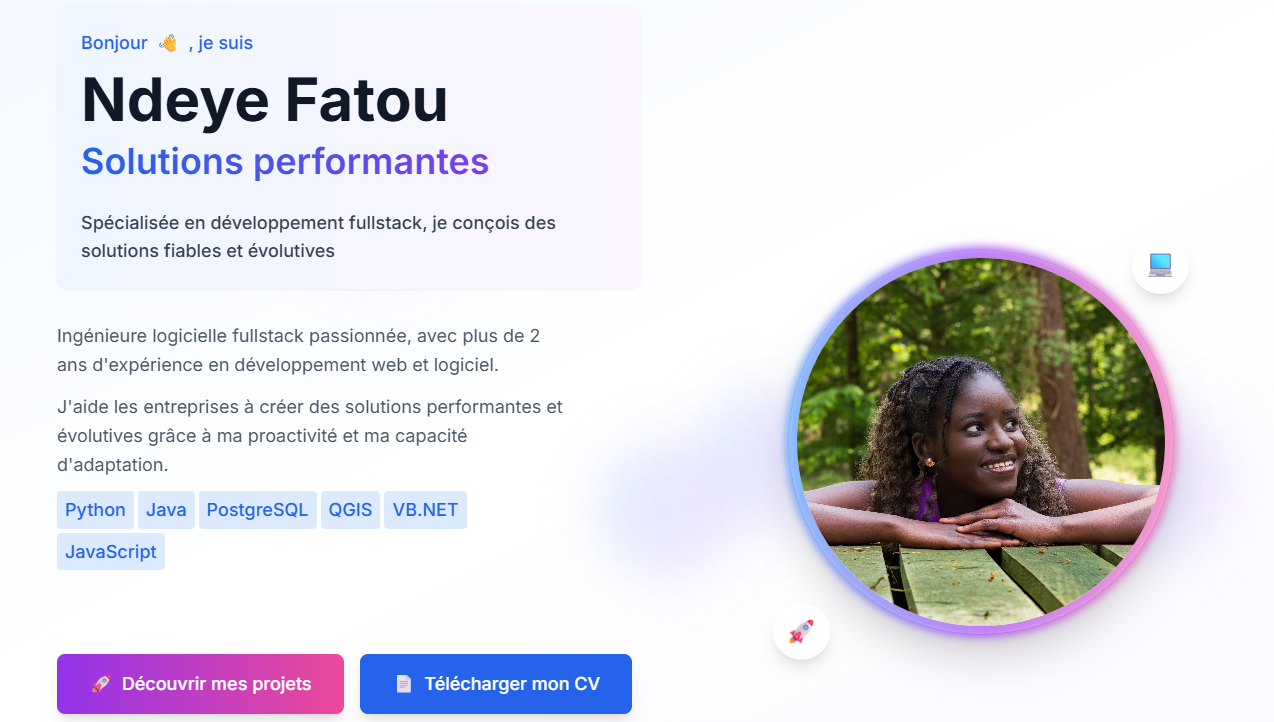 Bonjour 👋 , je suis
Ndeye Fatou
Solutions performantes
Spécialisée en développement fullstack, je conçois des
solutions fiables et évolutives
Ingénieure logicielle fullstack passionnée, avec plus de 2
ans d'expérience en développement web et logiciel.
J'aide les entreprises à créer des solutions performantes et
évolutives grâce à ma proactivité et ma capacité
d'adaptation.
Python Java PostgreSQL QGIS VB.NET
JavaScript
🚀 Découvrir mes projets 📄 Télécharger mon CV